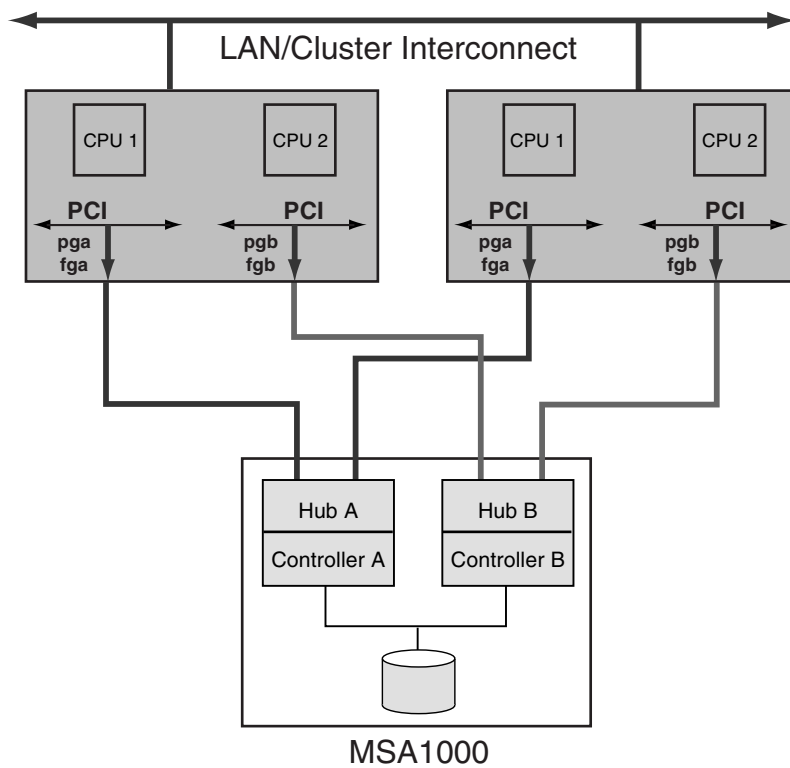 LAN/Cluster Interconnect
CPU 1
CPU 2
CPU 1
CPU 2
PCI
PCI
PCI
PCI
pga
fga
pgb
fgb
pga
fga
pgb
fgb
Hub A
Hub B
Controller A
Controller B
MSA1000